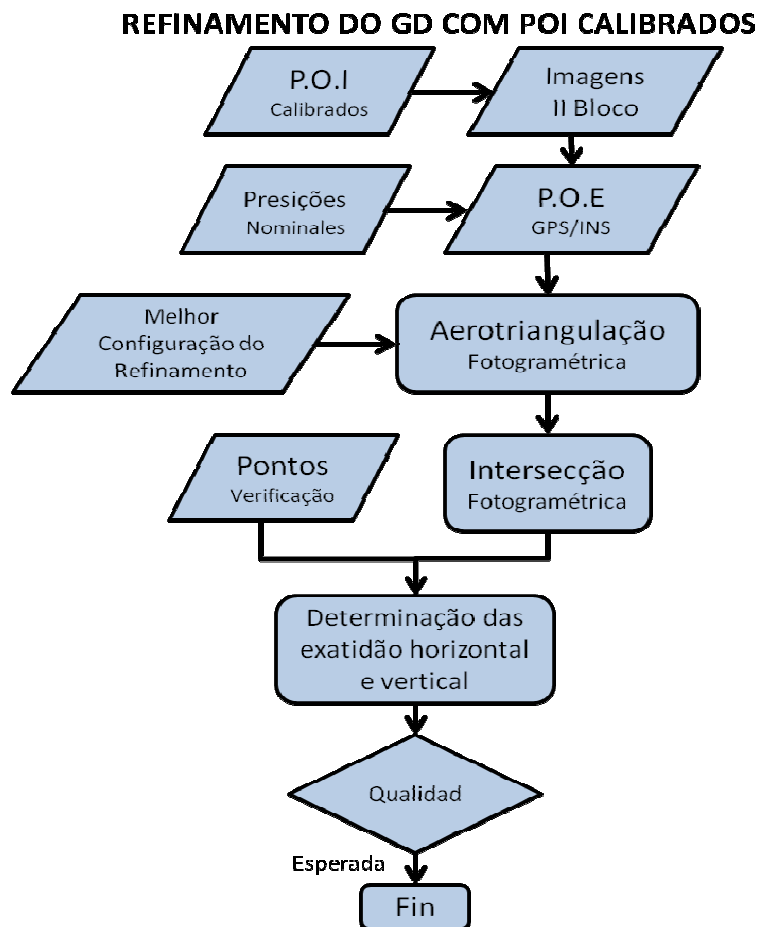 REFINAMENTO DO GD COM POI CALIBRADOS
P.O.I
Calibrados
Imagens
II Bloco
Presições
Nominales
P.O.E
GPS/INS
Melhor
Configuração do
Refinamento
Aerotriangulação
Fotogramétrica
Pontos
Verificação
Intersecção
Fotogramétrica
Determinação das
exatidão horizontal
e vertical
Qualidad
Esperada
Fin